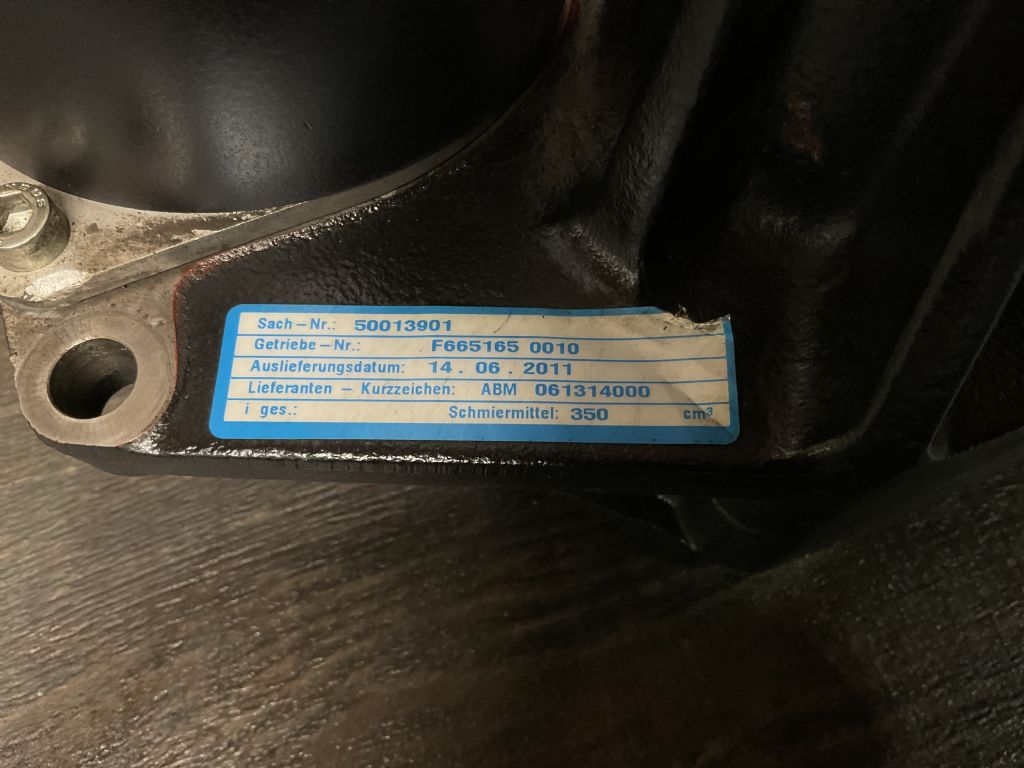 Sach-Nr.: 50013901
Getriebe-Nr.: F665165 0010
Auslieferungsdatum: 14 . 06 . 2011
Lieferanten - Kurzzeichen: ABM 061314000
i ges.: Schmiermittel: 350 cm³